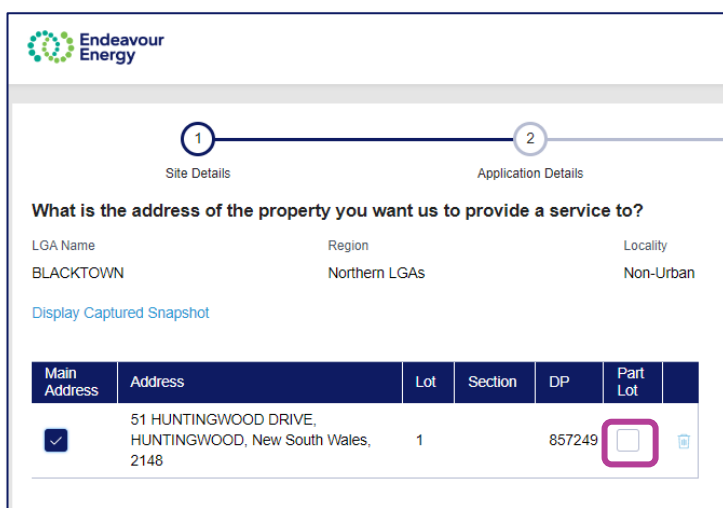 Endeavour
Energy
1
2
Site Details
Application Details
What is the address of the property you want us to provide a service to?
LGA Name
Region
Locality
BLACKTOWN
Northern LGAs
Non-Urban
Display Captured Snapshot
Main
Address
Address
Lot
Section
DP
Part
Lot
51 HUNTINGWOOD DRIVE,
HUNTINGWOOD, New South Wales,
2148
1
857249